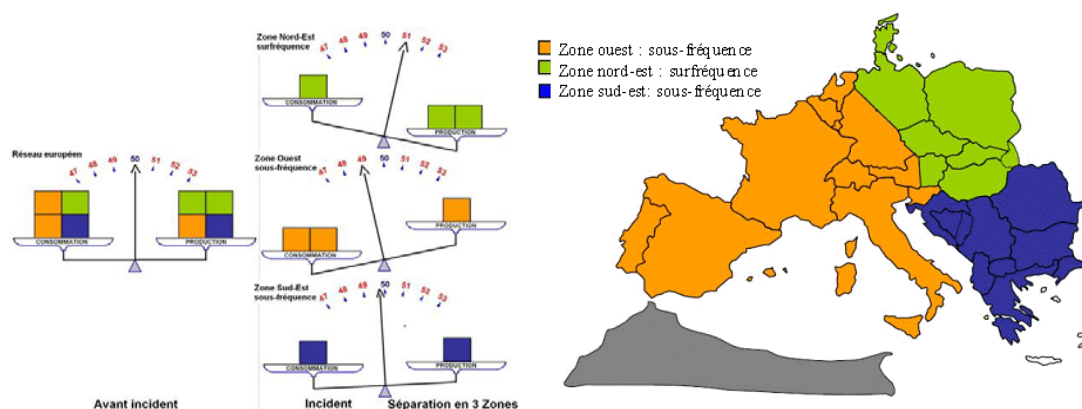 Réseau européen
47 48 49 50 51 52 53
CONSOMMATION
PRODUCTION
Avant incident
Zone Nord-Est
surfréquence
47 48 49 50 51 52 53
CONSOMMATION
PRODUCTION
Zone Ouest
sous-fréquence
47 48 49 50 51 52 53
CONSOMMATION
PRODUCTION
Zone Sud-Est
sous-fréquence
47 48 49 50 51 52 53
CONSOMMATION
PRODUCTION
Incident
Séparation en 3 Zones
Zone ouest : sous-fréquence
Zone nord-est : surfréquence
Zone sud-est: sous-fréquence